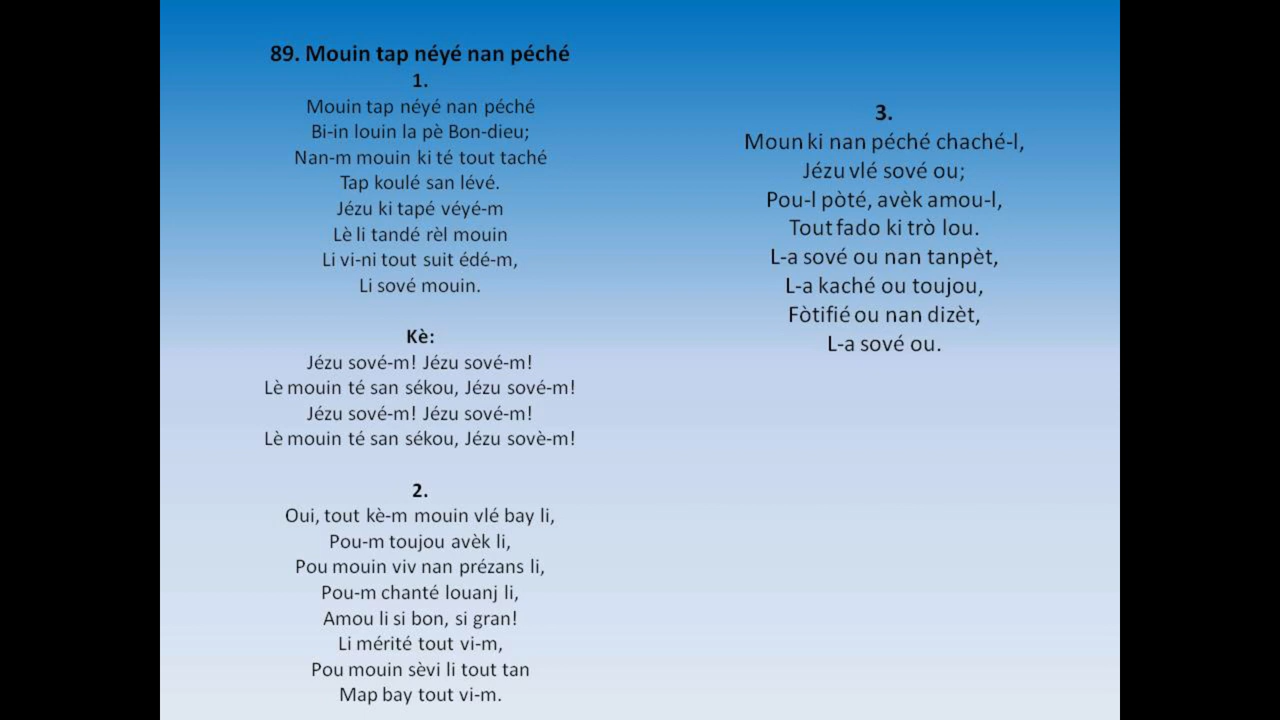 89. Mouin tap néyé nan péché
1.
Mouin tap néyé nan péché
Bi-in louin la pè Bon-dieu;
Nan-m mouin ki té tout taché
Tap koulé san lévé.
Jézu ki tapé véyé-m
Lè li tandé rèl mouin
Li vi-ni tout suit édé-m,
Li sové mouin.
Kè:
Jézu sové-m! Jézu sové-m!
Lè mouin té san sékou, Jézu sové-m!
Jézu sové-m! Jézu sové-m!
Lè mouin té san sékou, Jézu sovè-m!
2.
Oui, tout kè-m mouin vlé bay li,
Pou-m toujou avèk li,
Pou mouin viv nan prézans li,
Pou-m chanté louanj li,
Amou li si bon, si gran!
Li mérité tout vi-m,
Pou mouin sèvi li tout tan
Map bay tout vi-m.
3.
Moun ki nan péché chaché-l,
Jézu vlé sové ou;
Pou-l pòté, avèk amou-l,
Tout fado ki trò lou.
L-a sové ou nan tanpèt,
L-a kaché ou toujou,
Fòtifié ou nan dizèt,
L-a sové ou.